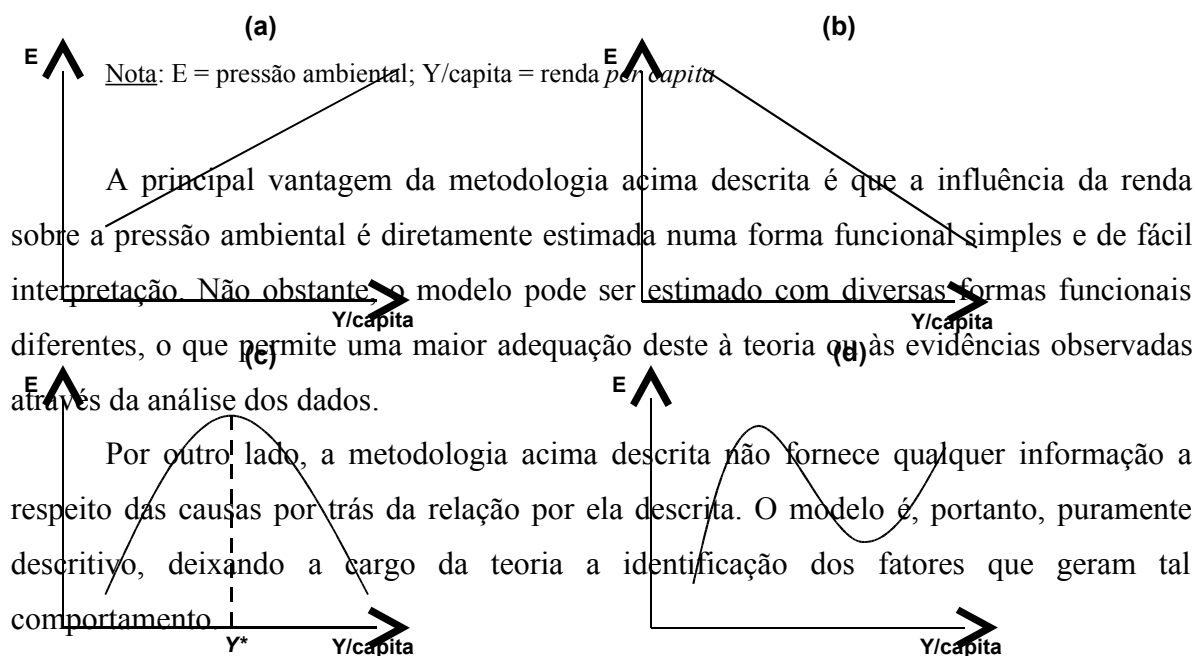 (a) (b)
E E
Nota: E = pressão ambiental; Y/capita = renda per capita
A principal vantagem da metodologia acima descrita é que a influência da renda
sobre a pressão ambiental é diretamente estimada numa forma funcional simples e de fácil
interpretação. Não obstante, o modelo pode ser estimado com diversas formas funcionais
Y/capita Y/capita
diferentes, o que permite uma maior adequação deste à teoria ou às evidências observadas
(c) (d)
E E
através da análise dos dados.
Por outro lado, a metodologia acima descrita não fornece qualquer informação a
respeito das causas por trás da relação por ela descrita. O modelo é, portanto, puramente
descritivo, deixando a cargo da teoria a identificação dos fatores que geram tal
comportamento.
Y* Y/capita Y/capita